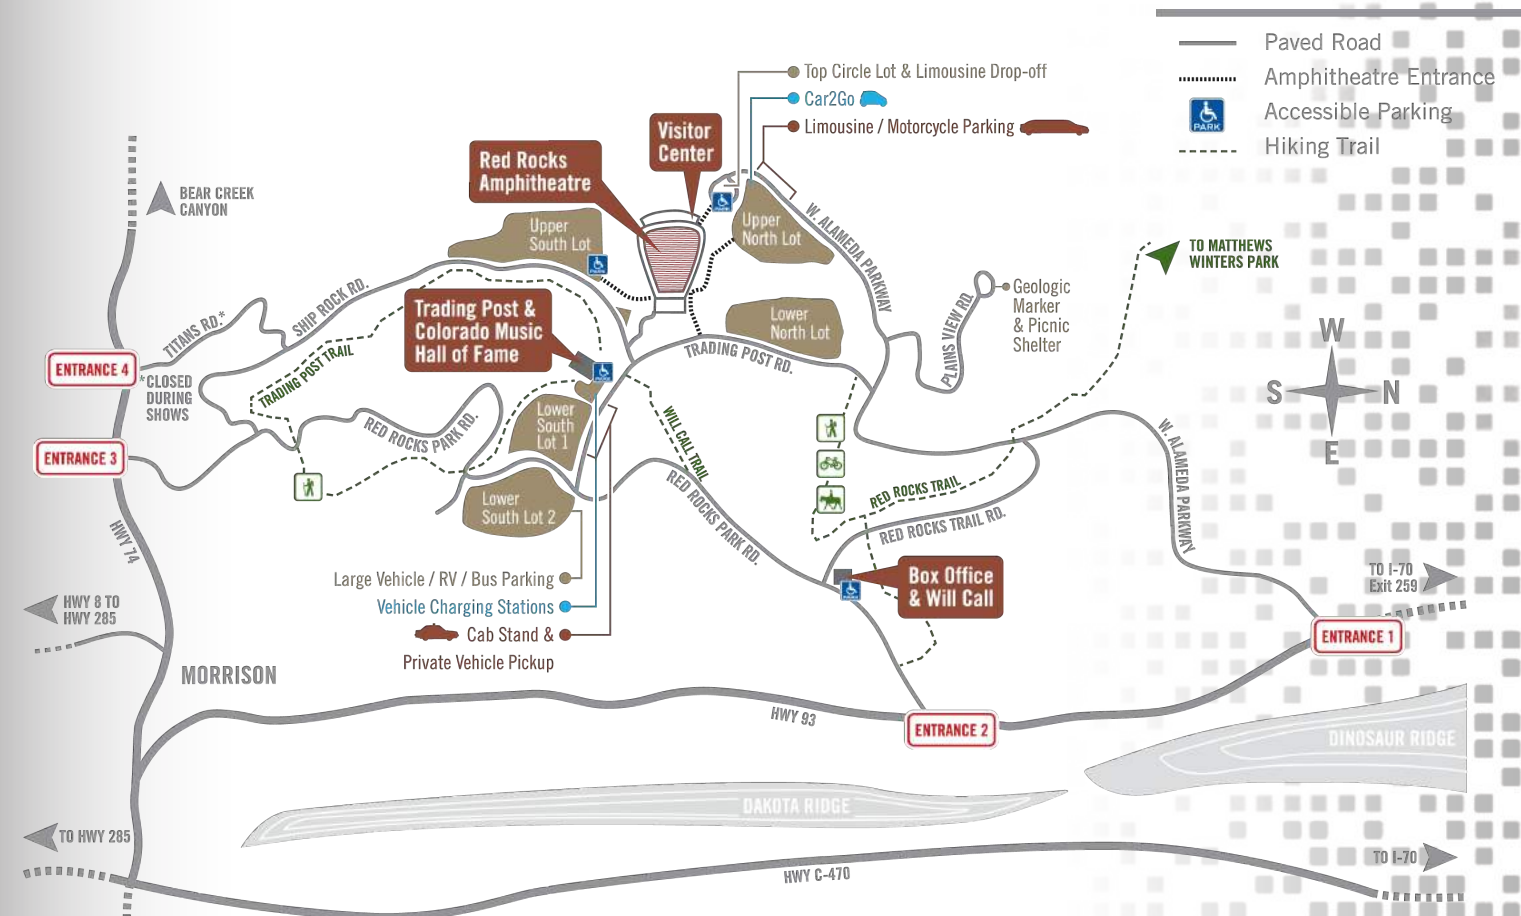 Paved Road
Amphitheatre Entrance
PARK
Accessible Parking
Hiking Trail
Top Circle Lot & Limousine Drop-off
Car2Go
Limousine / Motorcycle Parking
Visitor
Center
Red Rocks
Amphitheatre
BEAR CREEK
CANYON
PARK
Upper
South Lot
Upper
North Lot
W. ALAMEDA PARKWAY
TO MATTHEWS
WINTERS PARK
PARK
SHIP ROCK RD.
Geologic
Marker
& Picnic
Shelter
Trading Post &
Colorado Music
Hall of Fame
TITANS RD.*
Lower
North Lot
PLAINS VIEW RD.
W
S
N
E
TRADING POST RD.
TRADING POST TRAIL
ENTRANCE 4
*CLOSED
DURING
SHOWS
PARK
RED ROCKS PARK RD.
Lower
South
Lot 1
WILL CALL TRAIL
ENTRANCE 3
W. ALAMEDA PARKWAY
RED ROCKS TRAIL
Lower
South Lot 2
RED ROCKS PARK RD.
RED ROCKS TRAIL RD.
HWY 74
Large Vehicle / RV / Bus Parking
Vehicle Charging Stations
Cab Stand &
Private Vehicle Pickup
Box Office
& Will Call
PARK
TO I-70
Exit 259
HWY 8 TO
HWY 285
ENTRANCE 1
MORRISON
HWY 93
ENTRANCE 2
DINOSAUR RIDGE
DAKOTA RIDGE
TO HWY 285
HWY C-470
TO I-70